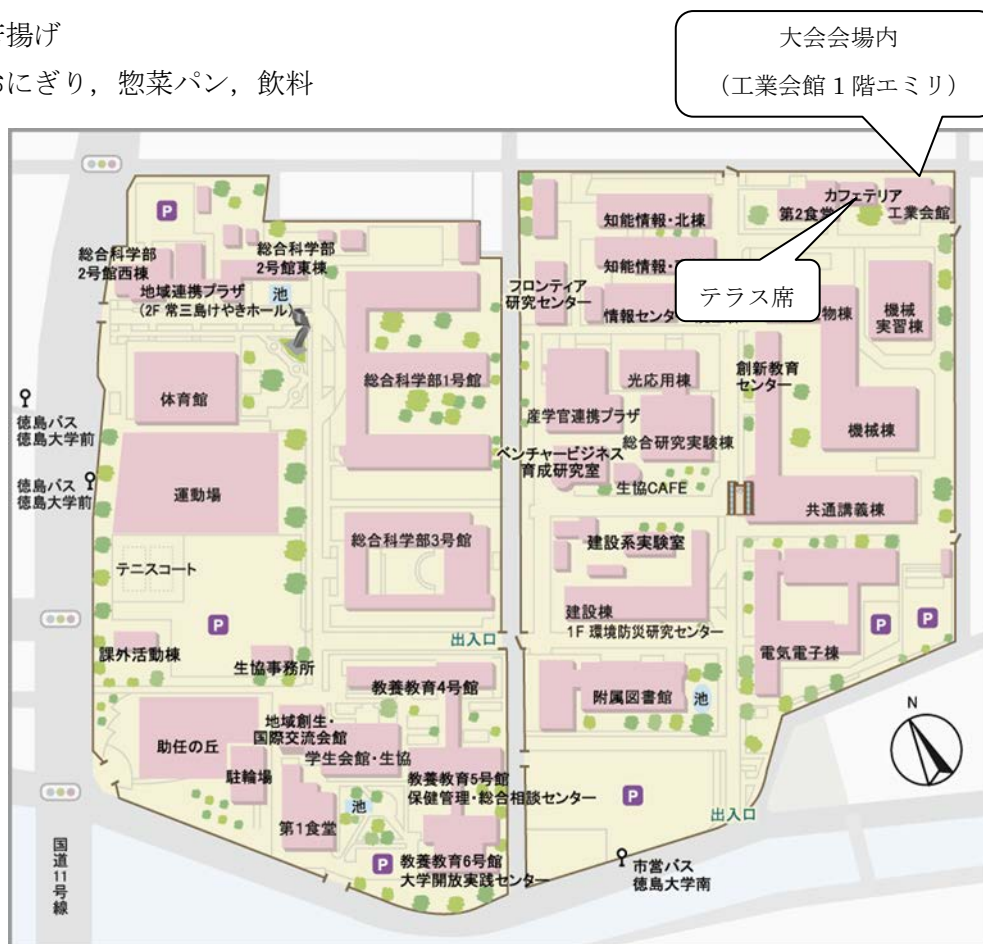 揚げ
おにぎり，惣菜パン，飲料
大会会場内
（工業会館 1 階エミリ）
カフェテリア
第2食堂
工業会館
知能情報・北棟
知能情報・
テラス席
P
総合科学部
2号館西棟
総合科学部
2号館東棟
地域連携プラザ
(2F 常三島けやきホール)
池
フロンティア
研究センター
情報センター
物棟
機械
実習棟
体育館
総合科学部1号館
光応用棟
創新教育
センター
産学官連携プラザ
総合研究実験棟
機械棟
徳島バス
徳島大学前
ベンチャービジネス
育成研究室
徳島バス
徳島大学前
運動場
生協CAFE
共通講義棟
総合科学部3号館
建設系実験室
テニスコート
建設棟
1F 環境防災研究センター
P
出入口
P
P
電気電子棟
課外活動棟
生協事務所
教養教育4号館
附属図書館
池
N
地域創生・
国際交流会館
助任の丘
学生会館・生協
駐輪場
教養教育5号館
保健管理・総合相談センター
池
P
出入口
第1食堂
国道11号線
P
教養教育6号館
大学開放実践センター
市営バス
徳島大学南